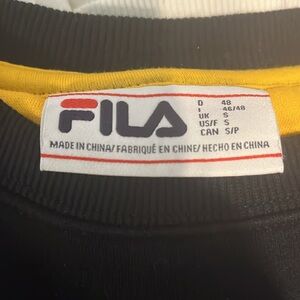 FILA
D 48
I 46/48
UK S
US/F S
CAN S/P
MADE IN CHINA/ FABRIQUÉ EN CHINE/ HECHO EN CHINA